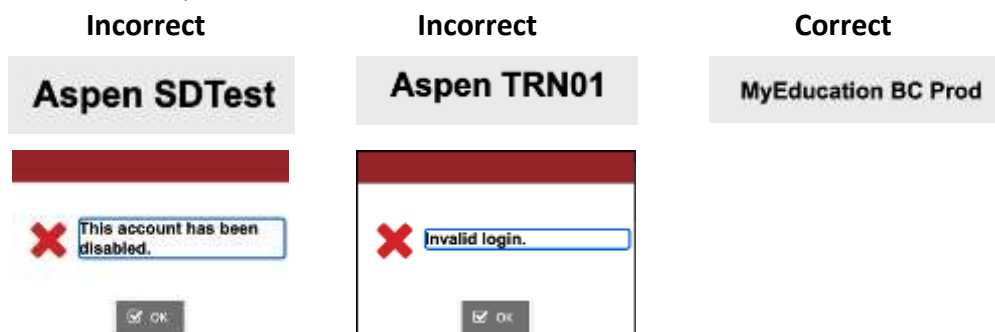 Incorrect Incorrect Correct
Aspen SDTest Aspen TRN01 MyEducation BC Prod
This account has been
disabled.
Invalid login.
OK OK